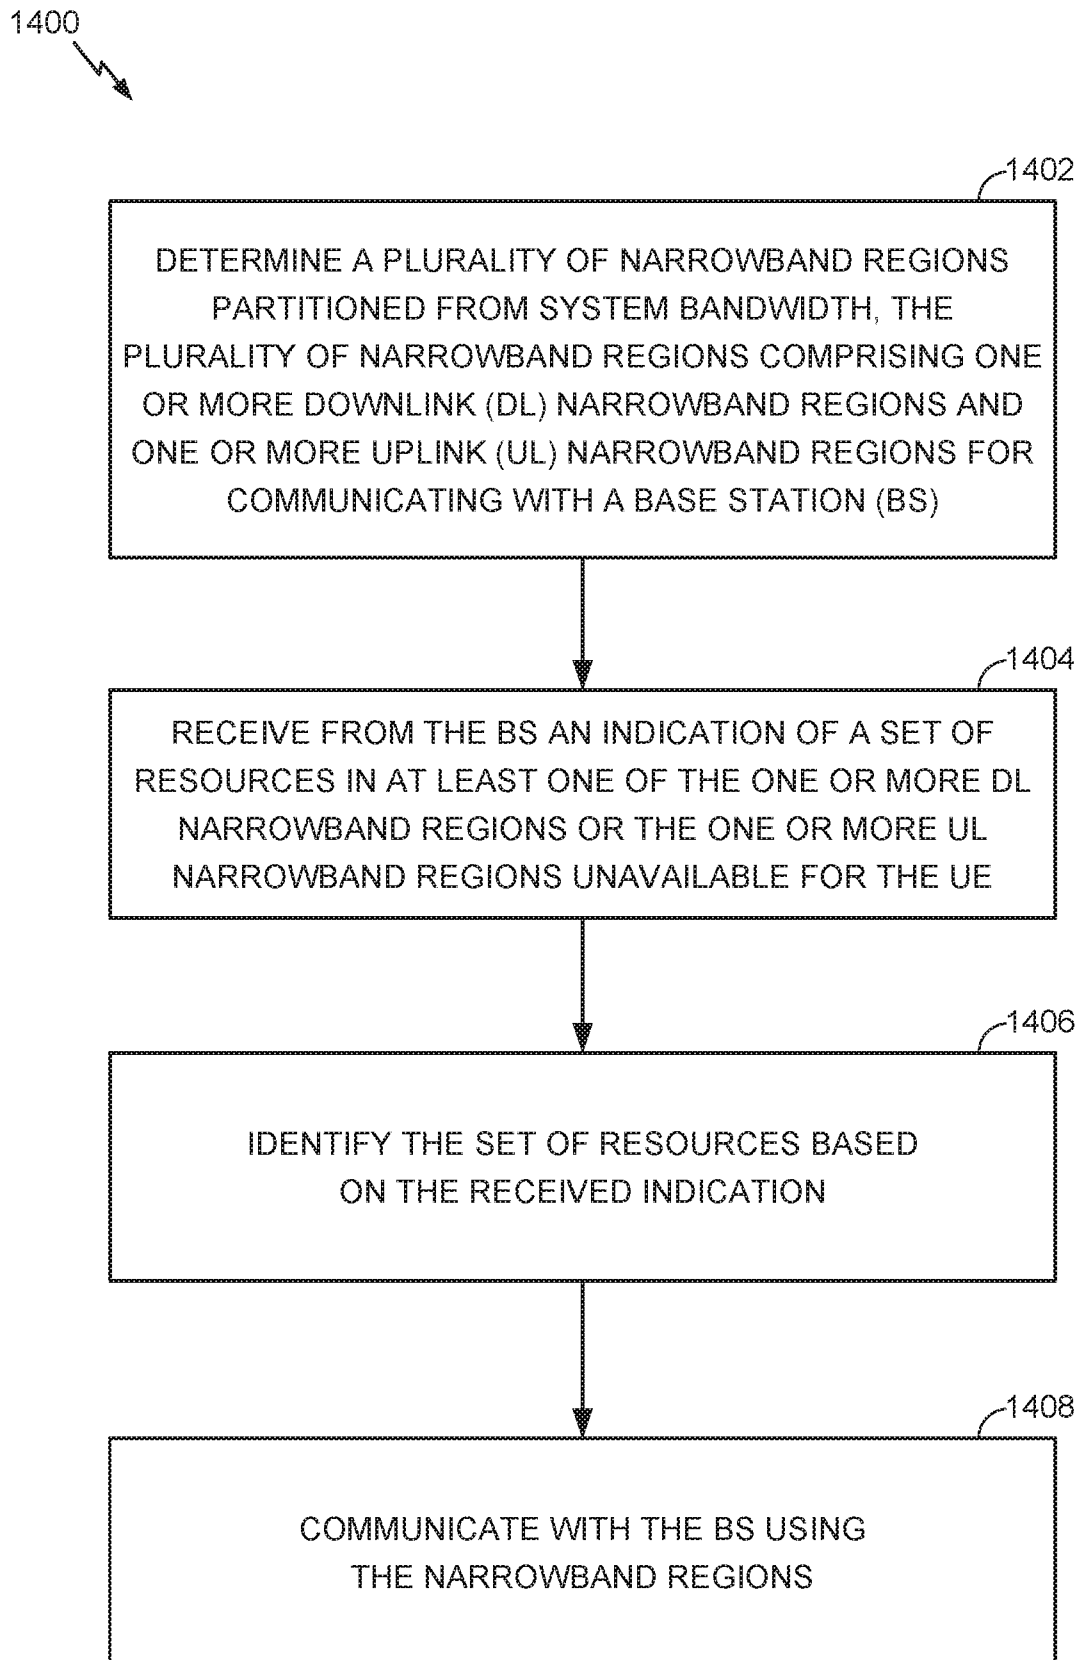 1400
1402
DETERMINE A PLURALITY OF NARROWBAND REGIONS
PARTITIONED FROM SYSTEM BANDWIDTH, THE
PLURALITY OF NARROWBAND REGIONS COMPRISING ONE
OR MORE DOWNLINK (DL) NARROWBAND REGIONS AND
ONE OR MORE UPLINK (UL) NARROWBAND REGIONS FOR
COMMUNICATING WITH A BASE STATION (BS)
1404
RECEIVE FROM THE BS AN INDICATION OF A SET OF
RESOURCES IN AT LEAST ONE OF THE ONE OR MORE DL
NARROWBAND REGIONS OR THE ONE OR MORE UL
NARROWBAND REGIONS UNAVAILABLE FOR THE UE
1406
IDENTIFY THE SET OF RESOURCES BASED
ON THE RECEIVED INDICATION
1408
COMMUNICATE WITH THE BS USING
THE NARROWBAND REGIONS